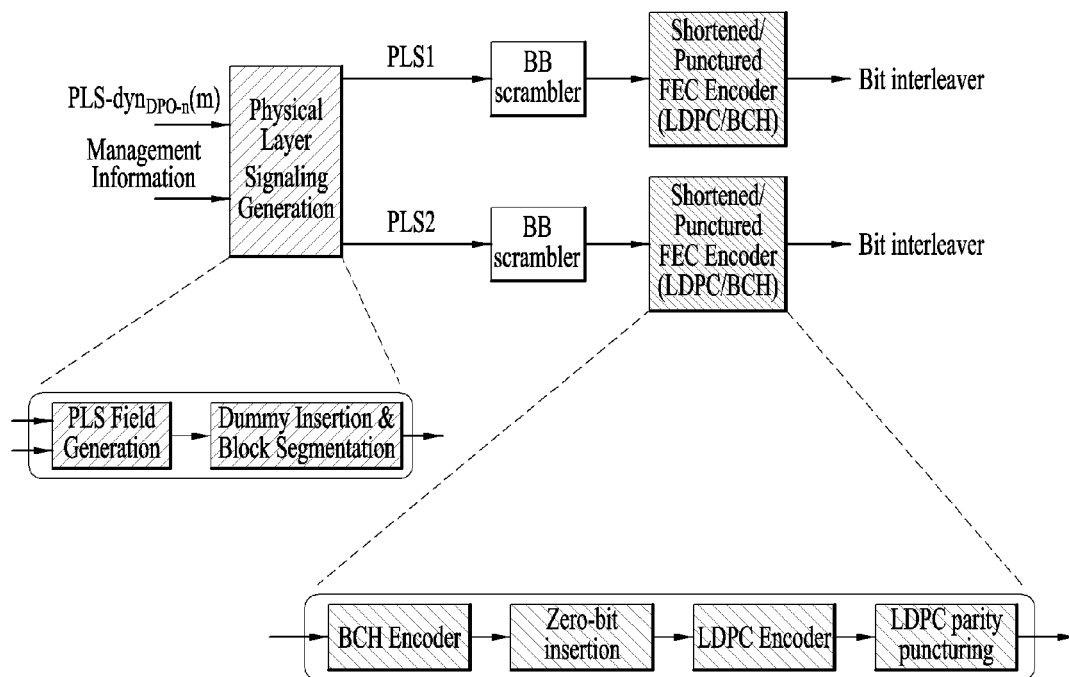 PLS-dynDPO-n(m)
Management
Information
Physical
Layer
Signaling
Generation
PLS1
BB
scrambler
Shortened/
Punctured
FEC Encoder
(LDPC/BCH)
Bit interleaver
PLS2
BB
scrambler
Shortened/
Punctured
FEC Encoder
(LDPC/BCH)
Bit interleaver
PLS Field
Generation
Dummy Insertion &
Block Segmentation
BCH Encoder
Zero-bit
insertion
LDPC Encoder
LDPC parity
puncturing